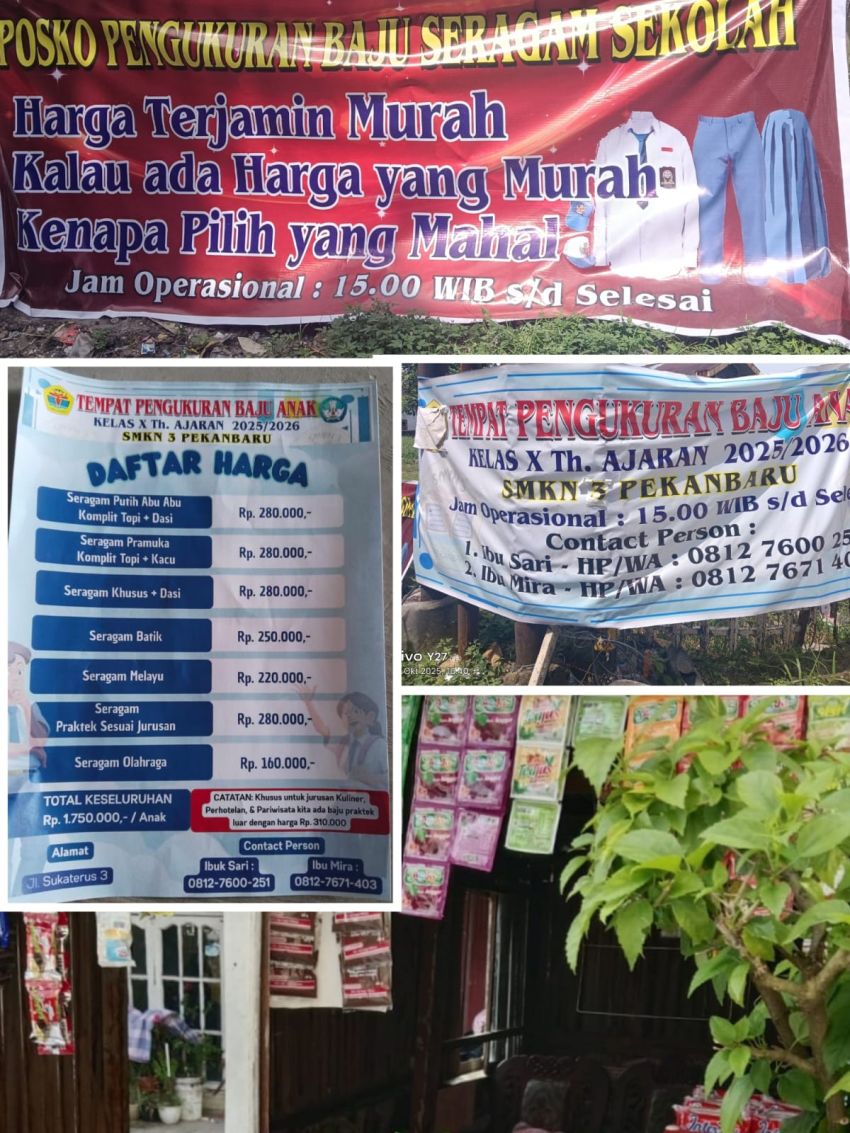 POSKO PENGUKURAN BAJU SERAGAM SEKOLAH
Harga Terjamin Murah
Kalau ada Harga yang Murah
Kenapa Pilih yang Mahal
Jam Operasional : 15.00 WIB s/d Selesai
TEMPAT PENGUKURAN BAJU ANAK
KELAS X Th. AJARAN 2025/2026
SMKN 3 PEKANBARU
DAFTAR HARGA
Seragam Putih Abu Abu
Komplit Topi + Dasi
Rp. 280.000,-
Seragam Pramuka
Komplit Topi + Kacu
Rp. 280.000,-
Seragam Khusus + Dasi
Rp. 280.000,-
Seragam Batik
Rp. 250.000,-
Seragam Melayu
Rp. 220.000,-
Seragam
Praktek Sesuai Jurusan
Rp. 280.000,-
Seragam Olahraga
Rp. 160.000,-
TOTAL KESELURUHAN
Rp. 1.750.000,- / Anak
CATATAN: Khusus untuk jurusan Kuliner,
Perhotelan, & Pariwisata kita ada baju praktek
luar dengan harga Rp. 310.000
Alamat
Jl. Sukaterus 3
Contact Person
Ibuk Sari :
0812-7600-251
Ibu Mira :
0812-7671-403
TEMPAT PENGUKURAN BAJU ANA
KELAS X Th. AJARAN 2025/2026
SMKN 3 PEKANBARU
Jam Operasional : 15.00 WIB s/d Sele
Contact Person :
1. Ibu Sari - HP/WA : 0812 7600 25
2. Ibu Mira - HP/WA : 0812 7671 40
ivo Y27
Okt 2025, 16.40